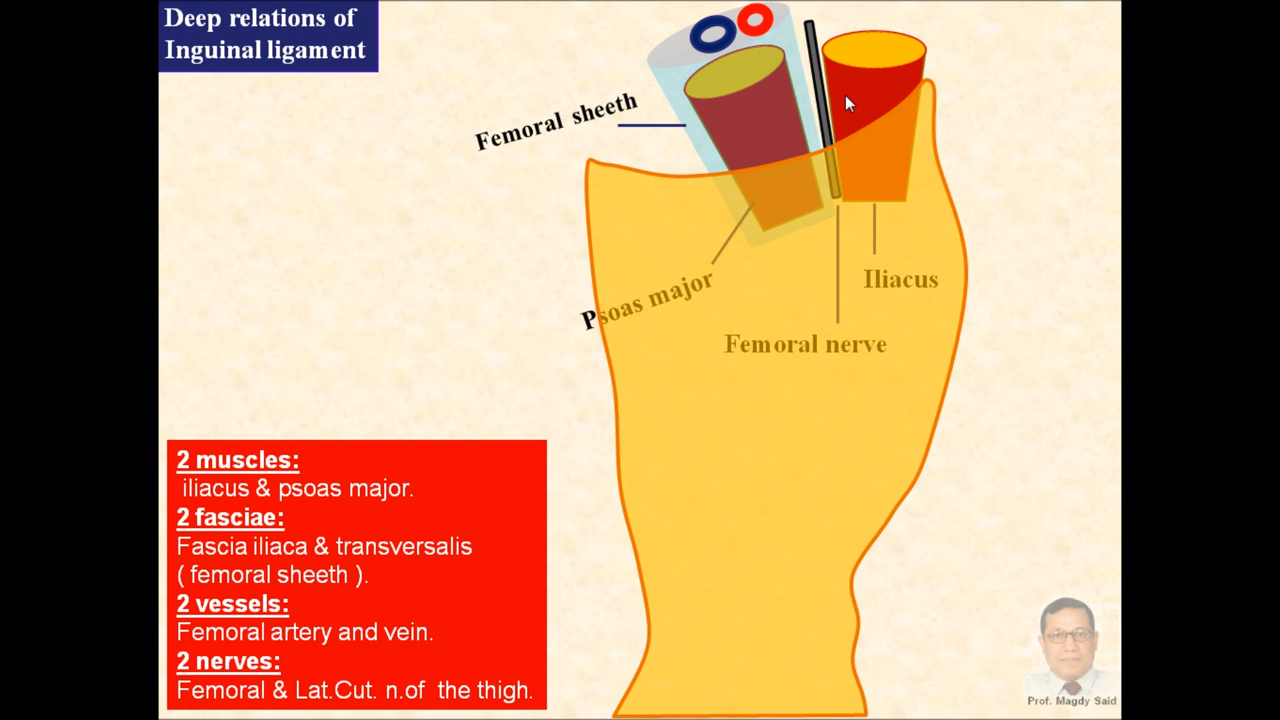 Deep relations of
Inguinal ligament
Femoral sheeth
Psoas major
Iliacus
Femoral nerve
2 muscles:
iliacus & psoas major.
2 fasciae:
Fascia iliaca & transversalis
( femoral sheeth ).
2 vessels:
Femoral artery and vein.
2 nerves:
Femoral & Lat.Cut. n.of the thigh.
Prof. Magdy Said